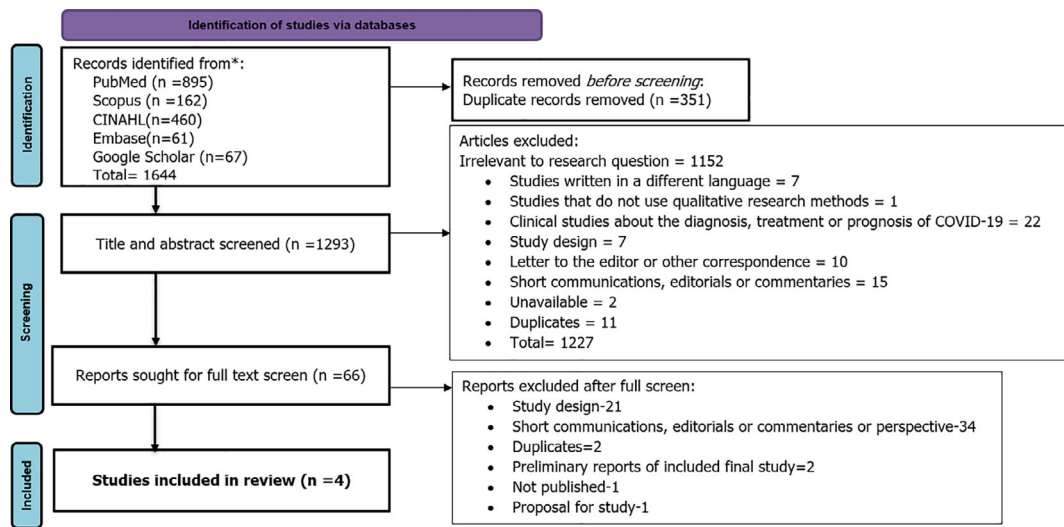 Identification of studies via databases
Identification
Records identified from*:
PubMed (n =895)
Scopus (n =162)
CINAHL(n=460)
Embase(n=61)
Google Scholar (n=67)
Total= 1644
Records removed before screening:
Duplicate records removed (n =351)
Screening
Title and abstract screened (n =1293)
Articles excluded:
Irrelevant to research question = 1152
• Studies written in a different language = 7
• Studies that do not use qualitative research methods = 1
• Clinical studies about the diagnosis, treatment or prognosis of COVID-19 = 22
• Study design = 7
• Letter to the editor or other correspondence = 10
• Short communications, editorials or commentaries = 15
• Unavailable = 2
• Duplicates = 11
• Total= 1227
Reports sought for full text screen (n =66)
Reports excluded after full screen:
• Study design-21
• Short communications, editorials or commentaries or perspective-34
• Duplicates=2
• Preliminary reports of included final study=2
• Not published-1
• Proposal for study-1
Included
Studies included in review (n =4)